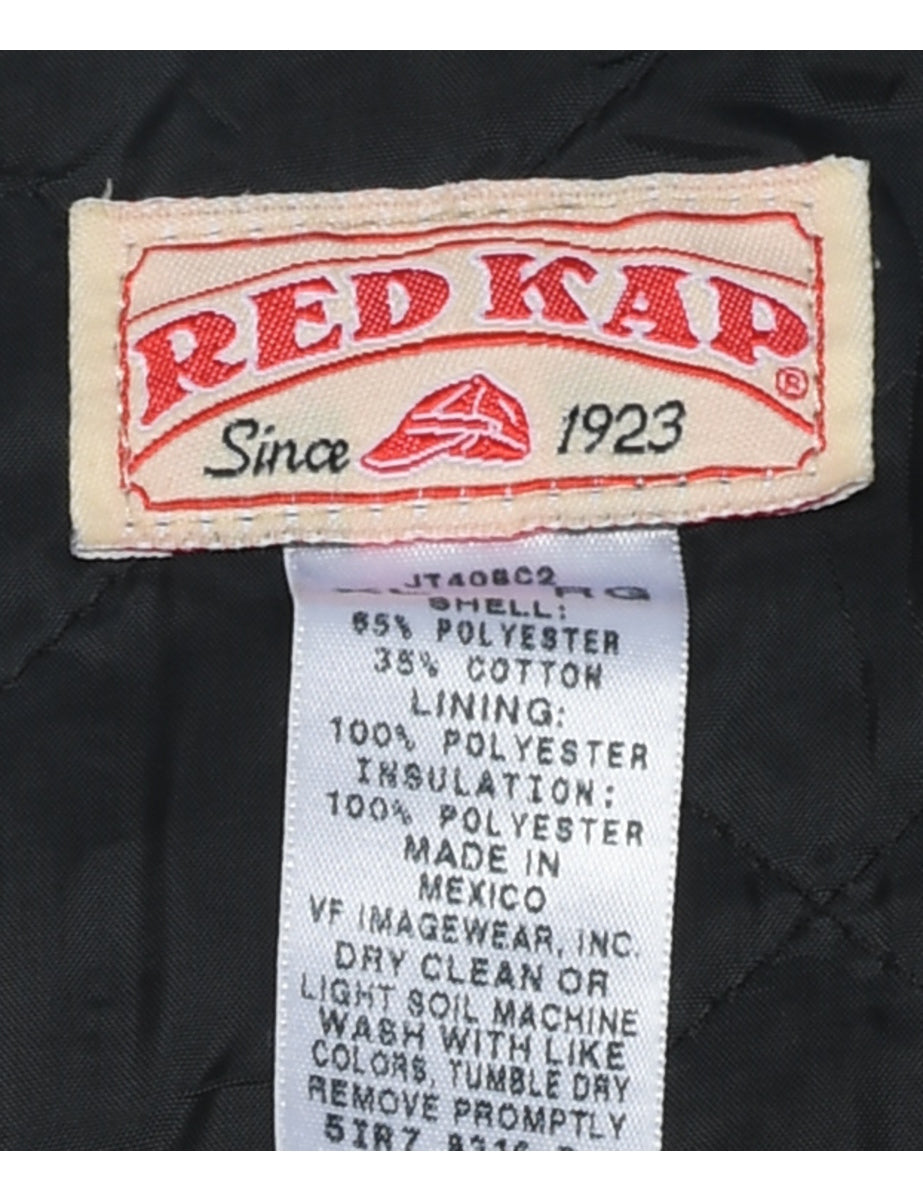 RED KAP
®
Since 1923
SHELL:
65% POLYESTER
35% COTTON
LINING:
100% POLYESTER
INSULATION:
100% POLYESTER
MADE IN
MEXICO
VF IMAGEWEAR, INC.
DRY CLEAN OR
LIGHT SOIL MACHINE
WASH WITH LIKE
COLORS, TUMBLE DRY
REMOVE PROMPTLY
5IR7